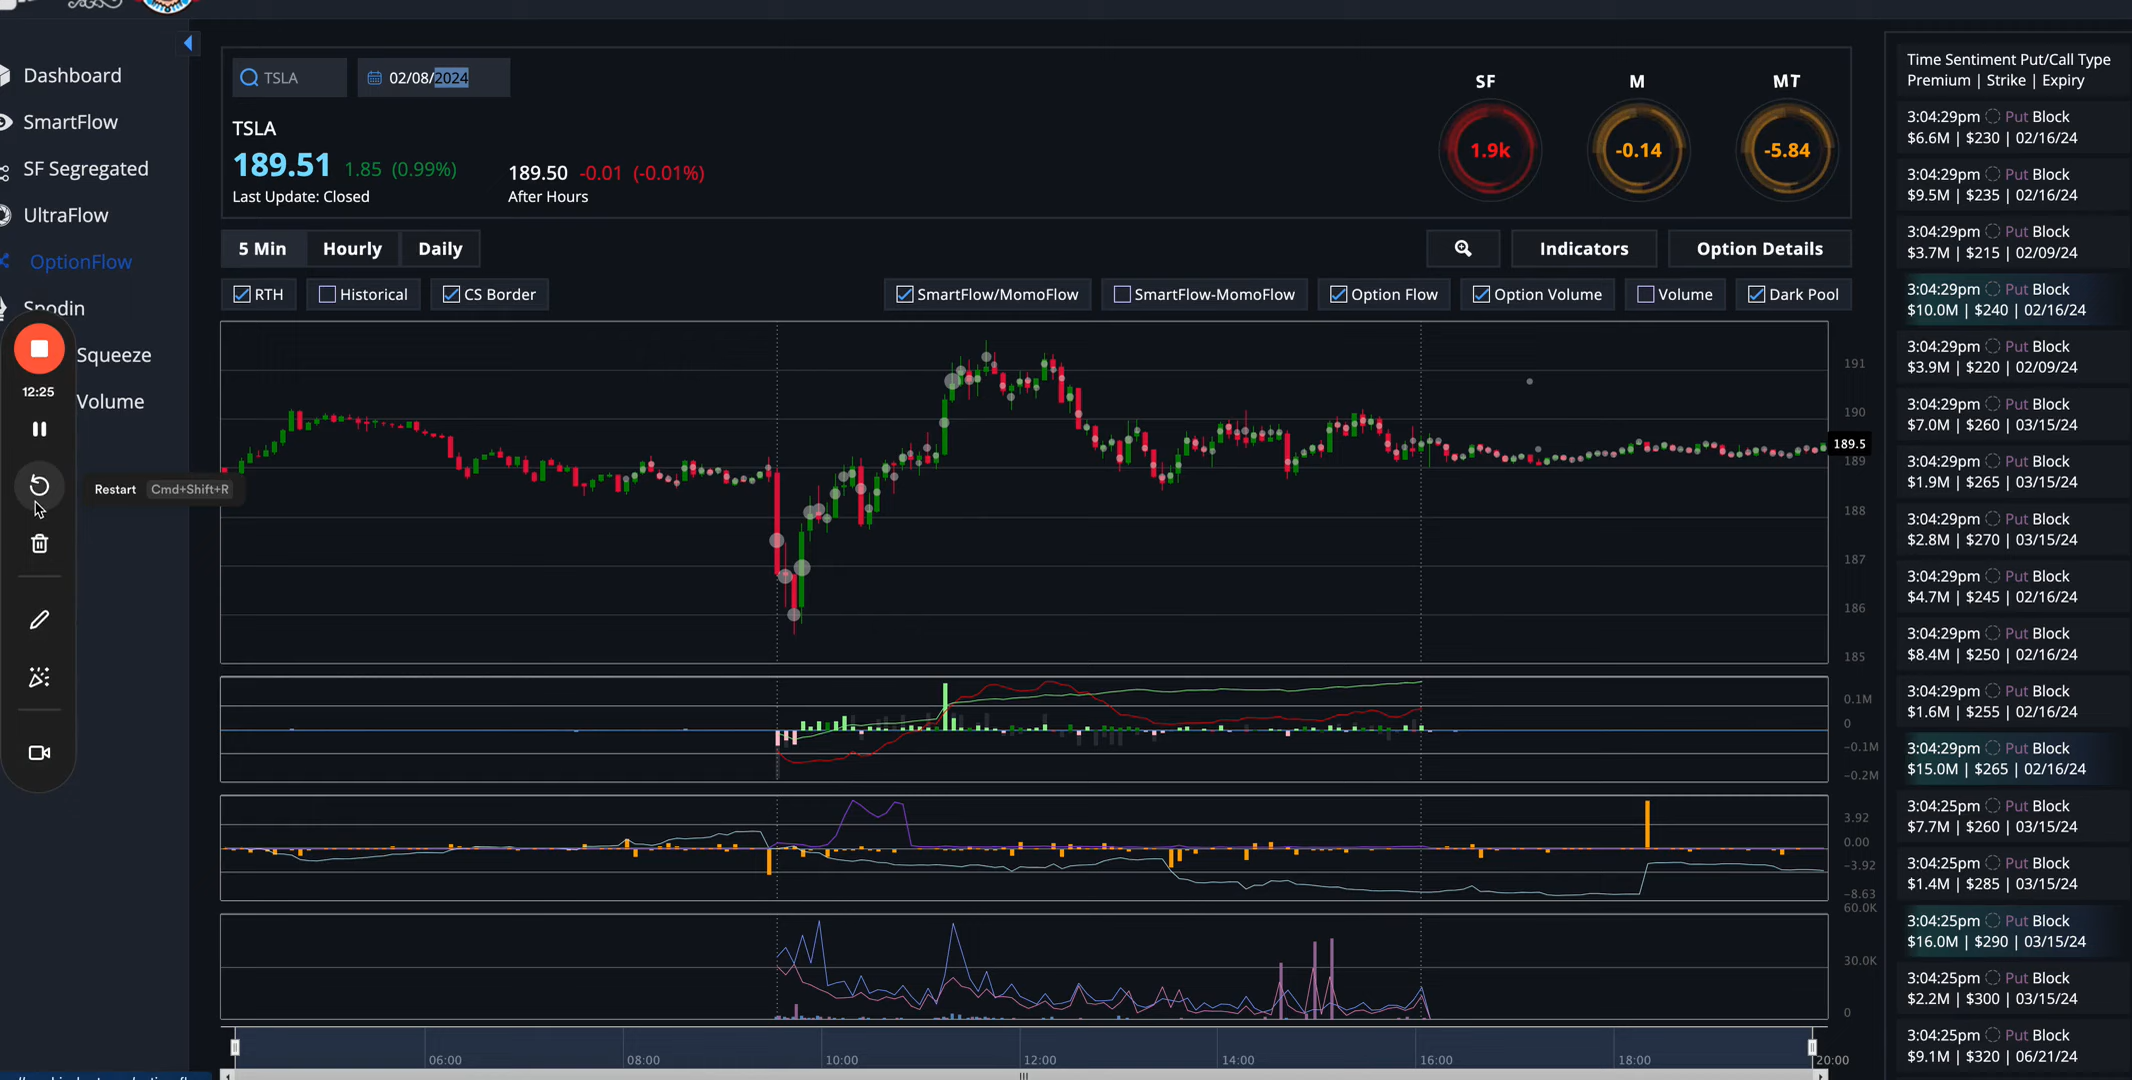 Dashboard
SmartFlow
SF Segregated
UltraFlow
OptionFlow
Spodin
Squeeze
Volume
12:25
Restart Cmd+Shift+R
TSLA 02/08/2024
TSLA
189.51 1.85 (0.99%)
Last Update: Closed
189.50 -0.01 (-0.01%)
After Hours
SF M MT
1.9k -0.14 -5.84
5 Min Hourly Daily
Indicators Option Details
RTH Historical CS Border
SmartFlow/MomoFlow SmartFlow-MomoFlow Option Flow Option Volume Volume Dark Pool
191
190
189.5
189
188
187
186
185
0.1M
0
-0.1M
-0.2M
3.92
0.00
-3.92
-8.63
60.0K
30.0K
0
06:00 08:00 10:00 12:00 14:00 16:00 18:00 20:00
Time Sentiment Put/Call Type
Premium | Strike | Expiry
3:04:29pm Put Block
$6.6M | $230 | 02/16/24
3:04:29pm Put Block
$9.5M | $235 | 02/16/24
3:04:29pm Put Block
$3.7M | $215 | 02/09/24
3:04:29pm Put Block
$10.0M | $240 | 02/16/24
3:04:29pm Put Block
$3.9M | $220 | 02/09/24
3:04:29pm Put Block
$7.0M | $260 | 03/15/24
3:04:29pm Put Block
$1.9M | $265 | 03/15/24
3:04:29pm Put Block
$2.8M | $270 | 03/15/24
3:04:29pm Put Block
$4.7M | $245 | 02/16/24
3:04:29pm Put Block
$8.4M | $250 | 02/16/24
3:04:29pm Put Block
$1.6M | $255 | 02/16/24
3:04:29pm Put Block
$15.0M | $265 | 02/16/24
3:04:25pm Put Block
$7.7M | $260 | 03/15/24
3:04:25pm Put Block
$1.4M | $285 | 03/15/24
3:04:25pm Put Block
$16.0M | $290 | 03/15/24
3:04:25pm Put Block
$2.2M | $300 | 03/15/24
3:04:25pm Put Block
$9.1M | $320 | 06/21/24